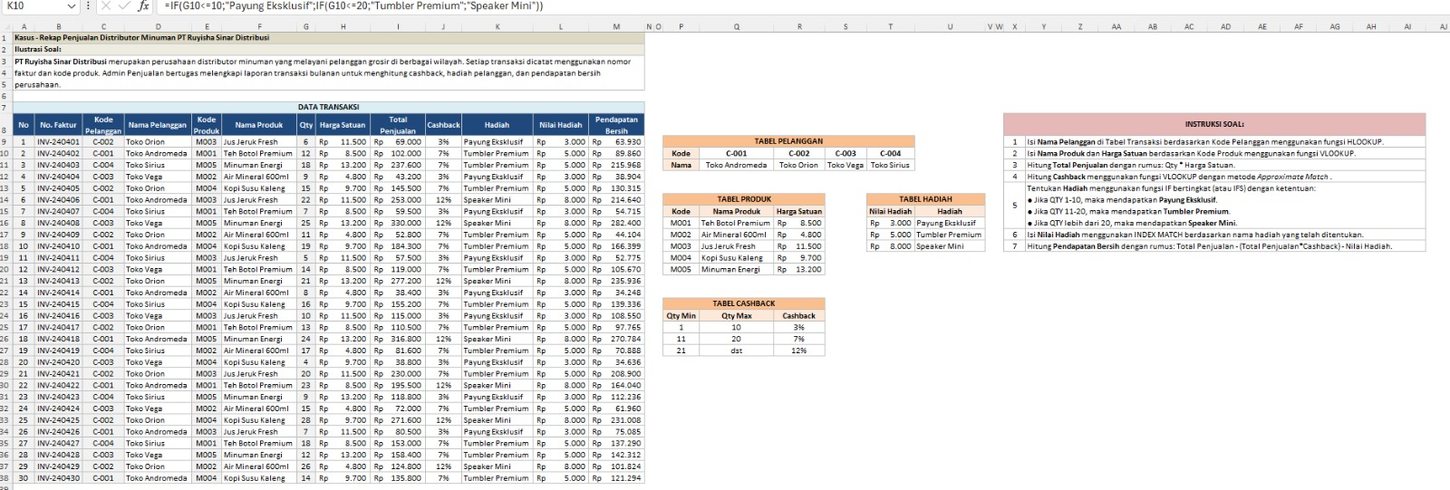 K10 fx =IF(G10<=10;"Payung Eksklusif";IF(G10<=20;"Tumbler Premium";"Speaker Mini"))
A B C D E F G H I J K L M N O P Q R S T U V W X Y Z AA AB AC AD AE AF AG AH AI AJ
1 Kasus - Rekap Penjualan Distributor Minuman PT Ruyisha Sinar Distribusi
2 Ilustrasi Soal:
3 PT Ruyisha Sinar Distribusi merupakan perusahaan distributor minuman yang melayani pelanggan grosir di berbagai wilayah. Setiap transaksi dicatat menggunakan nomor
4 faktur dan kode produk. Admin Penjualan bertugas melengkapi laporan transaksi bulanan untuk menghitung cashback, hadiah pelanggan, dan pendapatan bersih
5 perusahaan.
6
7 DATA TRANSAKSI
8 No No. Faktur Kode Pelanggan Nama Pelanggan Kode Produk Nama Produk Qty Harga Satuan Total Penjualan Cashback Hadiah Nilai Hadiah Pendapatan Bersih
9 1 INV-240401 C-002 Toko Orion M003 Jus Jeruk Fresh 6 Rp 11.500 Rp 69.000 3% Payung Eksklusif Rp 3.000 Rp 63.930
10 2 INV-240402 C-001 Toko Andromeda M001 Teh Botol Premium 12 Rp 8.500 Rp 102.000 7% Tumbler Premium Rp 5.000 Rp 89.860
11 3 INV-240403 C-004 Toko Sirius M005 Minuman Energi 18 Rp 13.200 Rp 237.600 7% Tumbler Premium Rp 5.000 Rp 215.968
12 4 INV-240404 C-003 Toko Vega M002 Air Mineral 600ml 9 Rp 4.800 Rp 43.200 3% Payung Eksklusif Rp 3.000 Rp 38.904
13 5 INV-240405 C-002 Toko Orion M004 Kopi Susu Kaleng 15 Rp 9.700 Rp 145.500 7% Tumbler Premium Rp 5.000 Rp 130.315
14 6 INV-240406 C-001 Toko Andromeda M003 Jus Jeruk Fresh 22 Rp 11.500 Rp 253.000 12% Speaker Mini Rp 8.000 Rp 214.640
15 7 INV-240407 C-004 Toko Sirius M001 Teh Botol Premium 7 Rp 8.500 Rp 59.500 3% Payung Eksklusif Rp 3.000 Rp 54.715
16 8 INV-240408 C-003 Toko Vega M005 Minuman Energi 25 Rp 13.200 Rp 330.000 12% Speaker Mini Rp 8.000 Rp 282.400
17 9 INV-240409 C-002 Toko Orion M002 Air Mineral 600ml 11 Rp 4.800 Rp 52.800 7% Tumbler Premium Rp 5.000 Rp 44.104
18 10 INV-240410 C-001 Toko Andromeda M004 Kopi Susu Kaleng 19 Rp 9.700 Rp 184.300 7% Tumbler Premium Rp 5.000 Rp 166.399
19 11 INV-240411 C-004 Toko Sirius M003 Jus Jeruk Fresh 5 Rp 11.500 Rp 57.500 3% Payung Eksklusif Rp 3.000 Rp 52.775
20 12 INV-240412 C-003 Toko Vega M001 Teh Botol Premium 14 Rp 8.500 Rp 119.000 7% Tumbler Premium Rp 5.000 Rp 105.670
21 13 INV-240413 C-002 Toko Orion M005 Minuman Energi 21 Rp 13.200 Rp 277.200 12% Speaker Mini Rp 8.000 Rp 235.936
22 14 INV-240414 C-001 Toko Andromeda M002 Air Mineral 600ml 8 Rp 4.800 Rp 38.400 3% Payung Eksklusif Rp 3.000 Rp 34.248
23 15 INV-240415 C-004 Toko Sirius M004 Kopi Susu Kaleng 16 Rp 9.700 Rp 155.200 7% Tumbler Premium Rp 5.000 Rp 139.336
24 16 INV-240416 C-003 Toko Vega M003 Jus Jeruk Fresh 10 Rp 11.500 Rp 115.000 3% Payung Eksklusif Rp 3.000 Rp 108.550
25 17 INV-240417 C-002 Toko Orion M001 Teh Botol Premium 13 Rp 8.500 Rp 110.500 7% Tumbler Premium Rp 5.000 Rp 97.765
26 18 INV-240418 C-001 Toko Andromeda M005 Minuman Energi 24 Rp 13.200 Rp 316.800 12% Speaker Mini Rp 8.000 Rp 270.784
27 19 INV-240419 C-004 Toko Sirius M002 Air Mineral 600ml 17 Rp 4.800 Rp 81.600 7% Tumbler Premium Rp 5.000 Rp 70.888
28 20 INV-240420 C-003 Toko Vega M004 Kopi Susu Kaleng 4 Rp 9.700 Rp 38.800 3% Payung Eksklusif Rp 3.000 Rp 34.636
29 21 INV-240421 C-002 Toko Orion M003 Jus Jeruk Fresh 20 Rp 11.500 Rp 230.000 7% Tumbler Premium Rp 5.000 Rp 208.900
30 22 INV-240422 C-001 Toko Andromeda M001 Teh Botol Premium 23 Rp 8.500 Rp 195.500 12% Speaker Mini Rp 8.000 Rp 164.040
31 23 INV-240423 C-004 Toko Sirius M005 Minuman Energi 9 Rp 13.200 Rp 118.800 3% Payung Eksklusif Rp 3.000 Rp 112.236
32 24 INV-240424 C-003 Toko Vega M002 Air Mineral 600ml 15 Rp 4.800 Rp 72.000 7% Tumbler Premium Rp 5.000 Rp 61.960
33 25 INV-240425 C-002 Toko Orion M004 Kopi Susu Kaleng 28 Rp 9.700 Rp 271.600 12% Speaker Mini Rp 8.000 Rp 231.008
34 26 INV-240426 C-001 Toko Andromeda M003 Jus Jeruk Fresh 7 Rp 11.500 Rp 80.500 3% Payung Eksklusif Rp 3.000 Rp 75.085
35 27 INV-240427 C-004 Toko Sirius M001 Teh Botol Premium 18 Rp 8.500 Rp 153.000 7% Tumbler Premium Rp 5.000 Rp 137.290
36 28 INV-240428 C-003 Toko Vega M005 Minuman Energi 12 Rp 13.200 Rp 158.400 7% Tumbler Premium Rp 5.000 Rp 142.312
37 29 INV-240429 C-002 Toko Orion M002 Air Mineral 600ml 26 Rp 4.800 Rp 124.800 12% Speaker Mini Rp 8.000 Rp 101.824
38 30 INV-240430 C-001 Toko Andromeda M004 Kopi Susu Kaleng 14 Rp 9.700 Rp 135.800 7% Tumbler Premium Rp 5.000 Rp 121.294
TABEL PELANGGAN
Kode C-001 C-002 C-003 C-004
Nama Toko Andromeda Toko Orion Toko Vega Toko Sirius
TABEL PRODUK
Kode Nama Produk Harga Satuan
M001 Teh Botol Premium Rp 8.500
M002 Air Mineral 600ml Rp 4.800
M003 Jus Jeruk Fresh Rp 11.500
M004 Kopi Susu Kaleng Rp 9.700
M005 Minuman Energi Rp 13.200
TABEL HADIAH
Nilai Hadiah Hadiah
Rp 3.000 Payung Eksklusif
Rp 5.000 Tumbler Premium
Rp 8.000 Speaker Mini
TABEL CASHBACK
Qty Min Qty Max Cashback
1 10 3%
11 20 7%
21 dst 12%
INSTRUKSI SOAL:
1 Isi Nama Pelanggan di Tabel Transaksi berdasarkan Kode Pelanggan menggunakan fungsi HLOOKUP.
2 Isi Nama Produk dan Harga Satuan berdasarkan Kode Produk menggunakan fungsi VLOOKUP.
3 Hitung Total Penjualan dengan rumus: Qty * Harga Satuan.
4 Hitung Cashback menggunakan fungsi VLOOKUP dengan metode Approximate Match .
5 Tentukan Hadiah menggunakan fungsi IF bertingkat (atau IFS) dengan ketentuan:
● Jika QTY 1-10, maka mendapatkan Payung Eksklusif.
● Jika QTY 11-20, maka mendapatkan Tumbler Premium.
● Jika QTY lebih dari 20, maka mendapatkan Speaker Mini.
6 Isi Nilai Hadiah menggunakan INDEX MATCH berdasarkan nama hadiah yang telah ditentukan.
7 Hitung Pendapatan Bersih dengan rumus: Total Penjualan - (Total Penjualan*Cashback) - Nilai Hadiah.